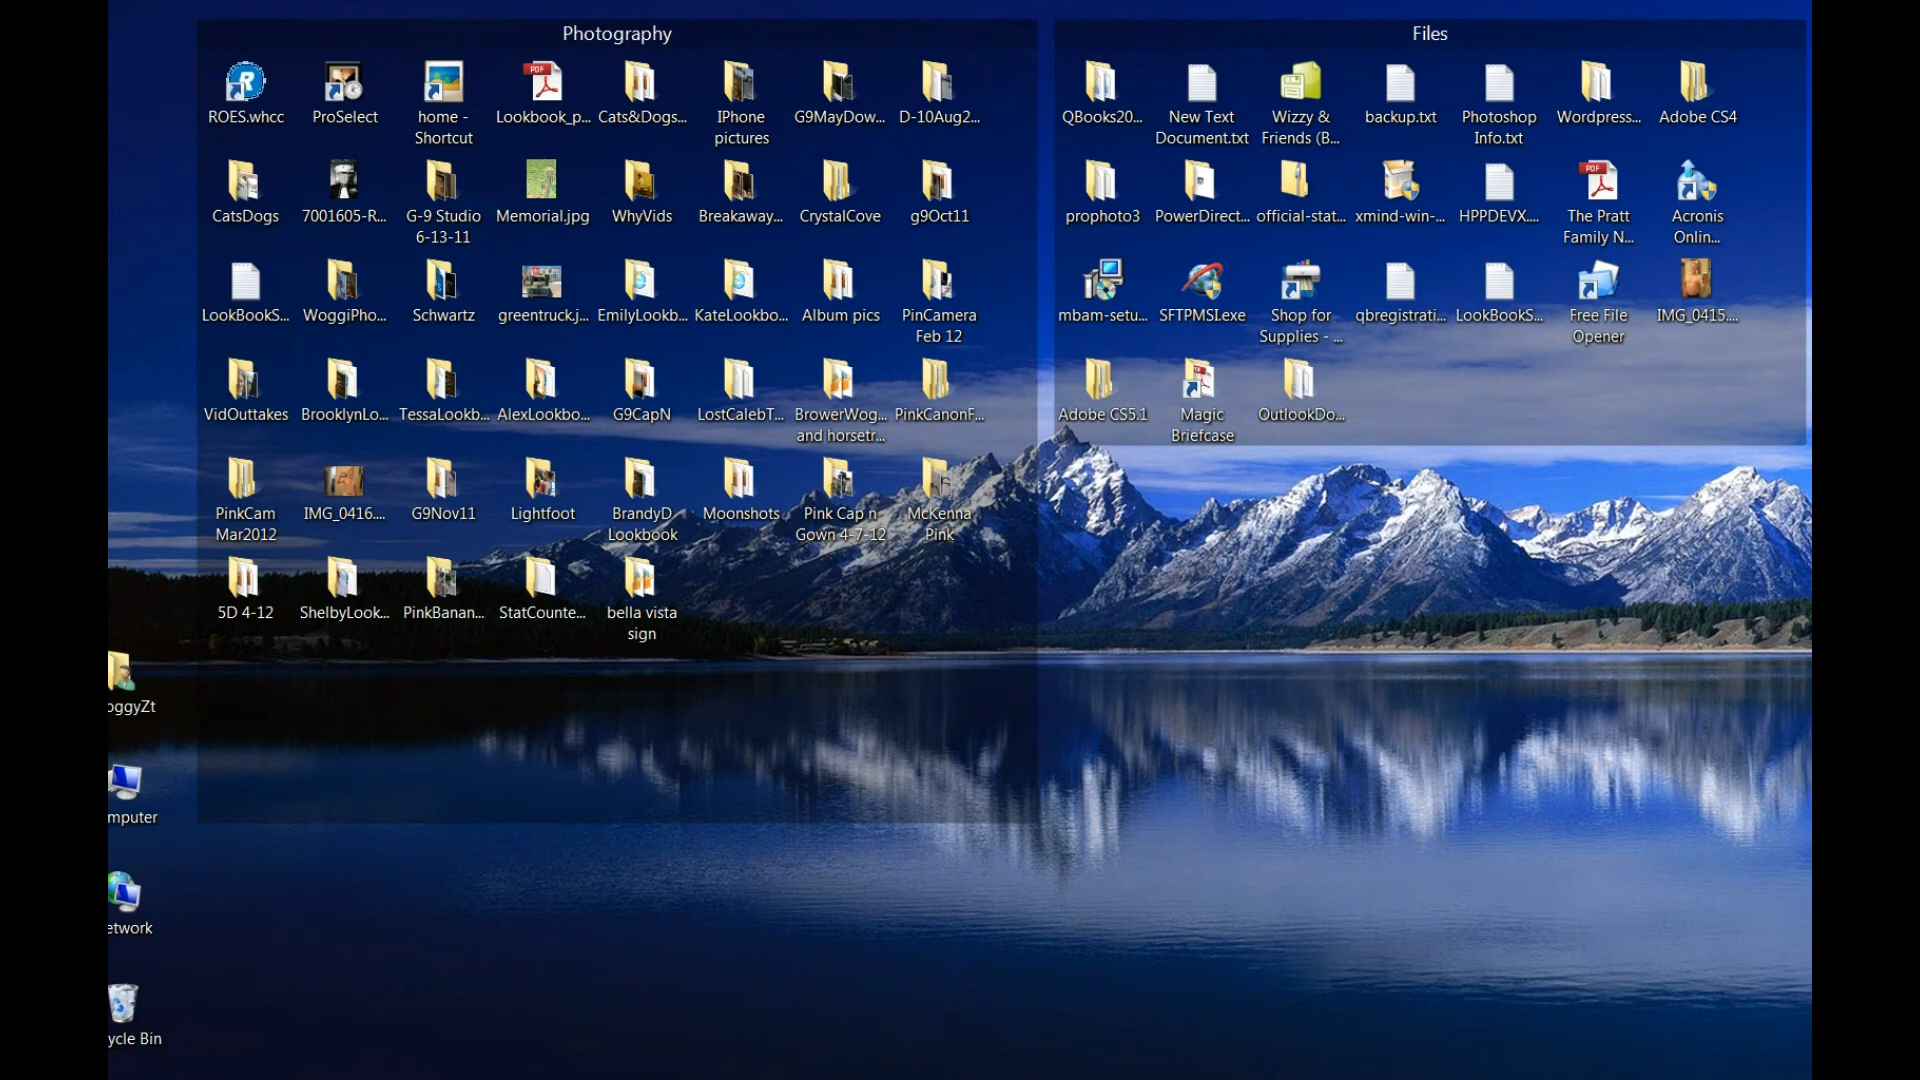 Photography
Files
ROES.whcc
ProSelect
home -
Shortcut
Lookbook_p...
Cats&Dogs...
IPhone
pictures
G9MayDow...
D-10Aug2...
QBooks20...
New Text
Document.txt
Wizzy &
Friends (B...
backup.txt
Photoshop
Info.txt
Wordpress...
Adobe CS4
CatsDogs
7001605-R...
G-9 Studio
6-13-11
Memorial.jpg
WhyVids
Breakaway...
CrystalCove
g9Oct11
prophoto3
PowerDirect...
official-stat...
xmind-win-...
HPPDEVX....
The Pratt
Family N...
Acronis
Onlin...
LookBookS...
WoggiPho...
Schwartz
greentruck.j...
EmilyLookb...
KateLookbo...
Album pics
PinCamera
Feb 12
mbam-setu...
SFTPMSI.exe
Shop for
Supplies - ...
qbregistrati...
LookBookS...
Free File
Opener
IMG_0415....
VidOuttakes
BrooklynLo...
TessaLookb...
AlexLookbo...
G9CapN
LostCalebT...
BrowerWog...
and horsetr...
PinkCanonF...
Adobe CS5.1
Magic
Briefcase
OutlookDo...
PinkCam
Mar2012
IMG_0416....
G9Nov11
Lightfoot
BrandyD
Lookbook
Moonshots
Pink Cap n
Gown 4-7-12
McKenna
Pink
5D 4-12
ShelbyLook...
PinkBanan...
StatCounte...
bella vista
sign
oggyZt
mputer
etwork
ycle Bin